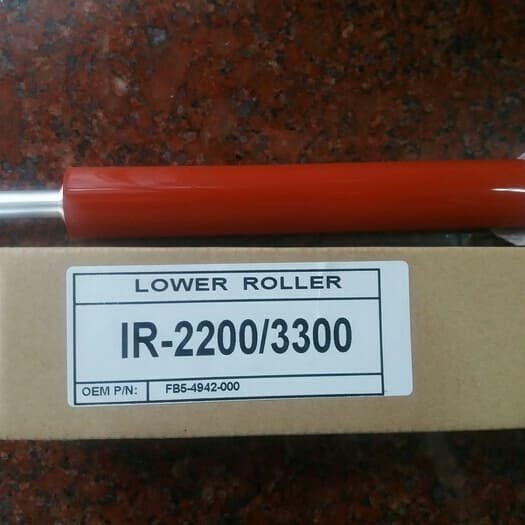 LOWER ROLLER
IR-2200/3300
OEM P/N: FB5-4942-000